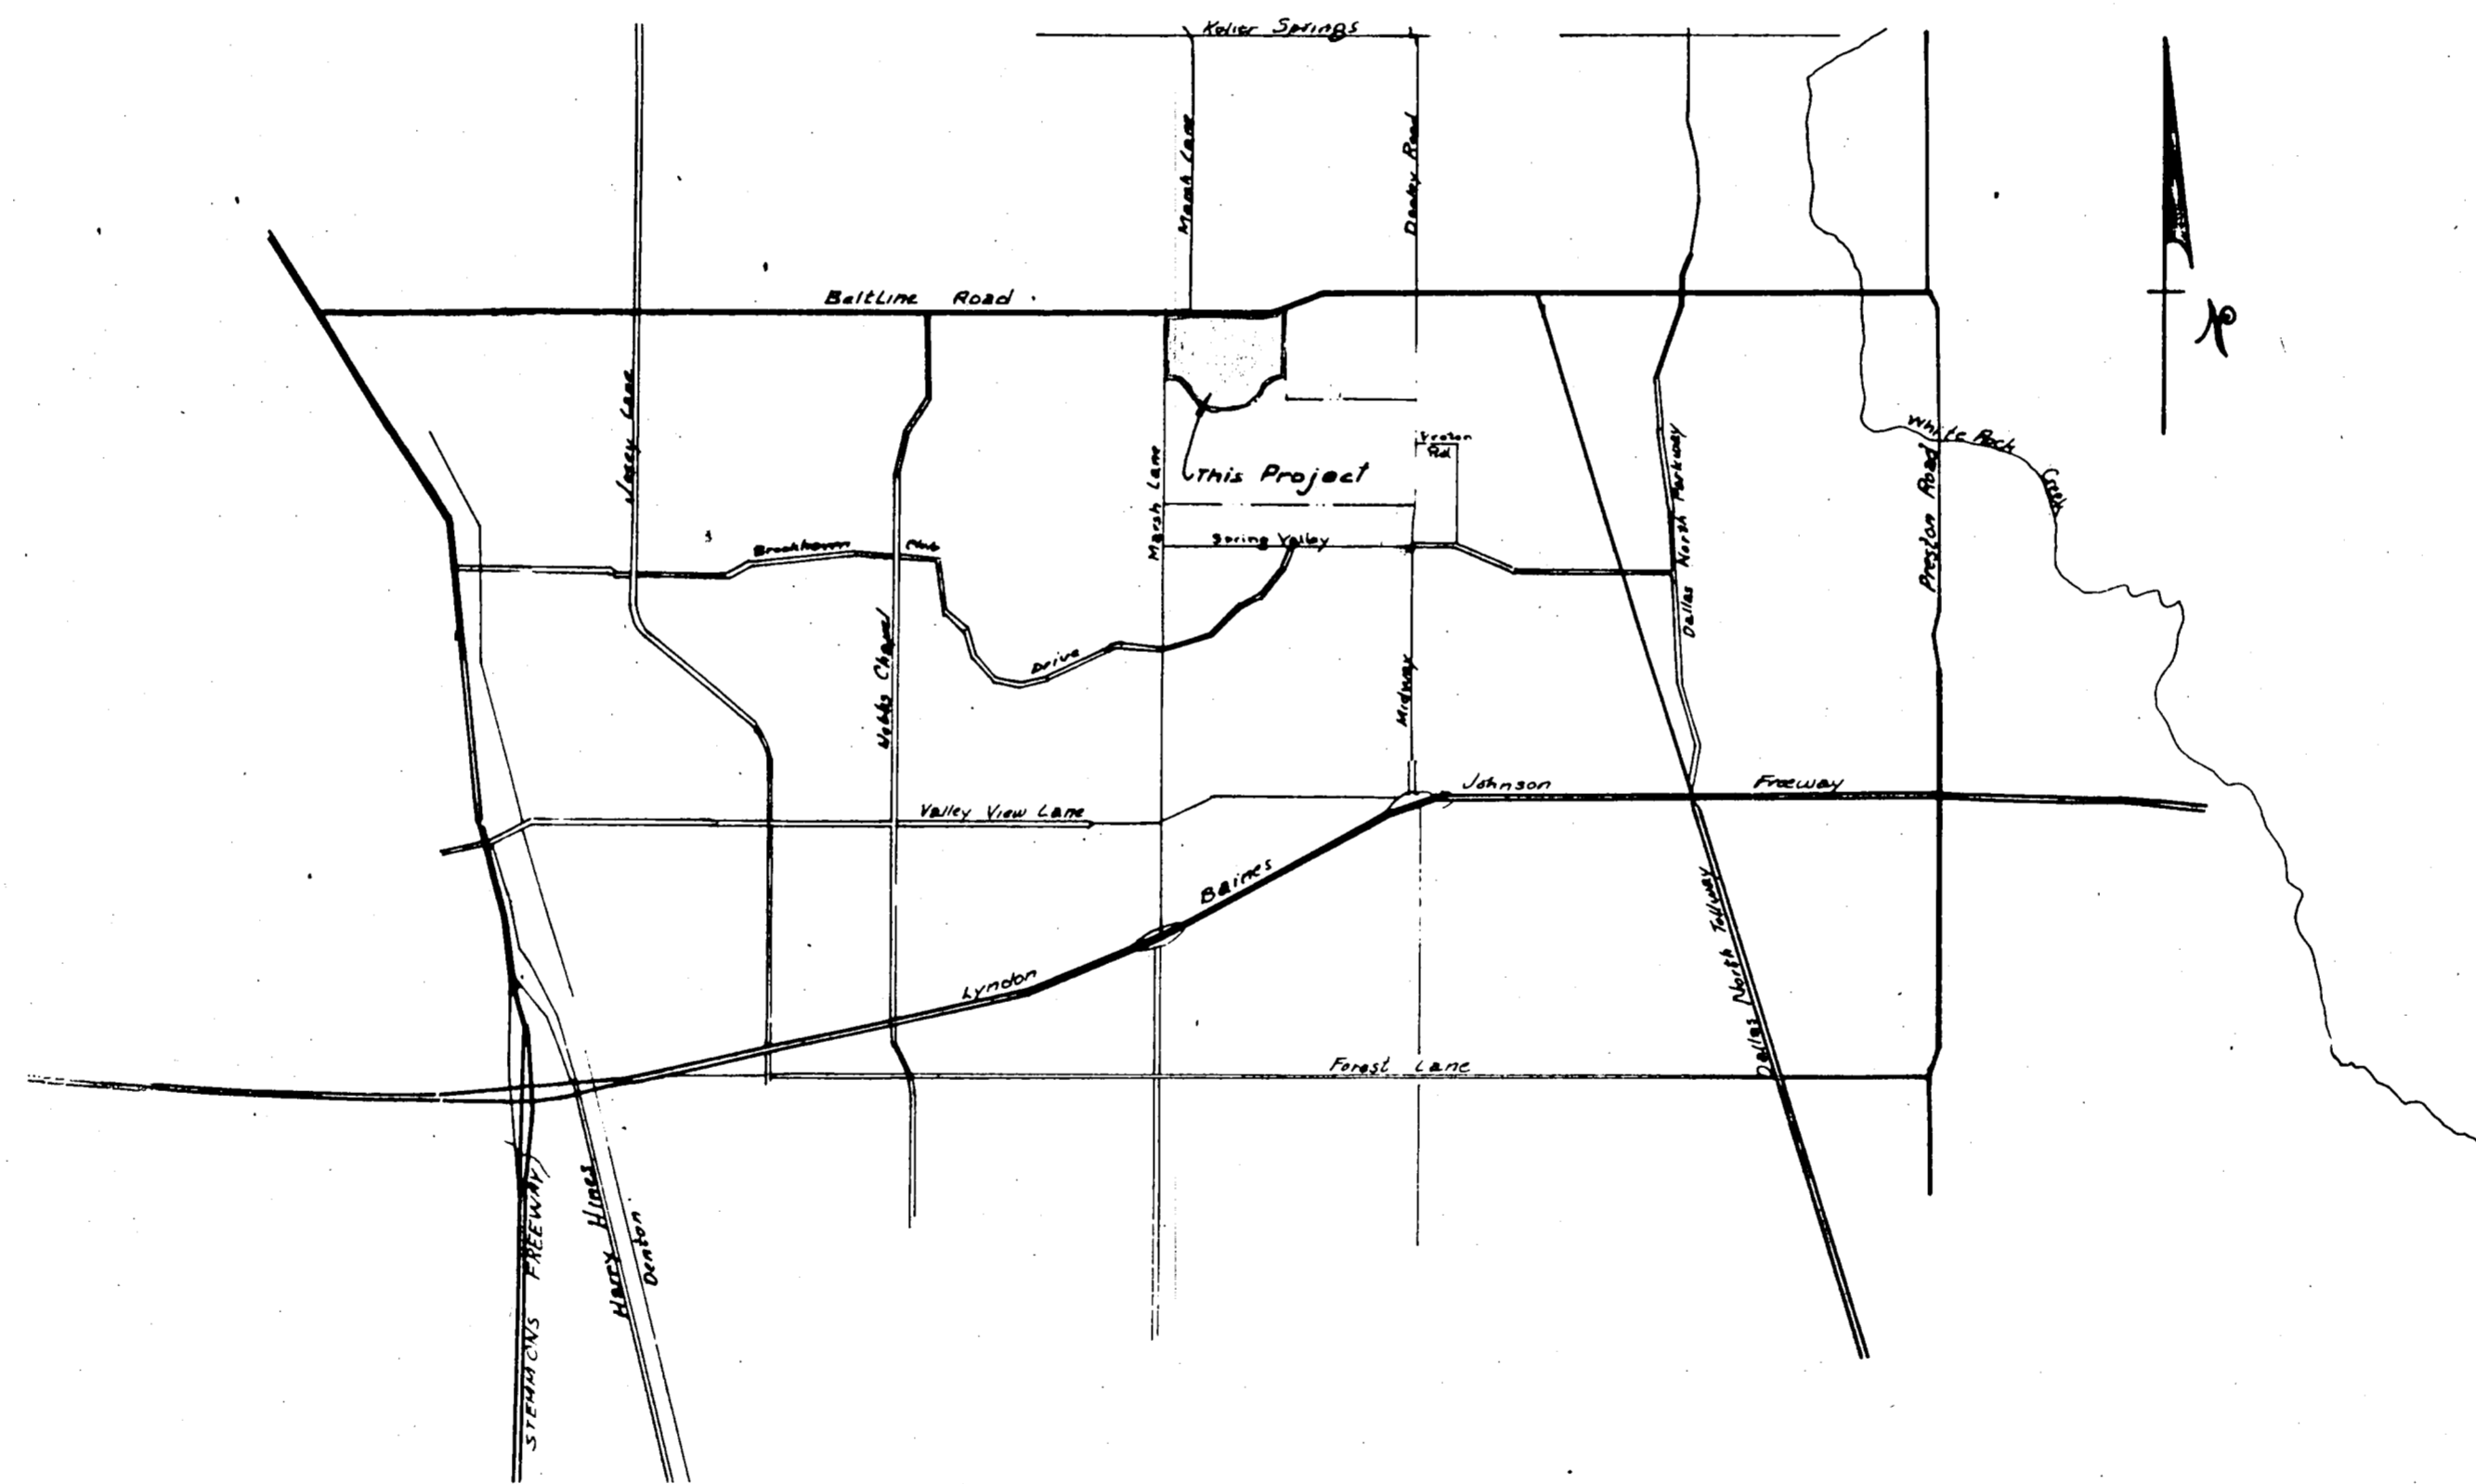 Keller Springs
Marsh Lane
Dooley Road
BeltLine Road
N
Josey Lane
White Rock
Creek
Proton
Rd
This Project
Marsh Lane
Preston Road
Dallas North Parkway
Brookhaven Club
Spring Valley
Drive
Webbs Chapel
Midway
Johnson Freeway
Valley View Lane
Baines
Lyndon
Dallas North Tollway
Forest Lane
STEMMONS FREEWAY
Harry Hines
Denton